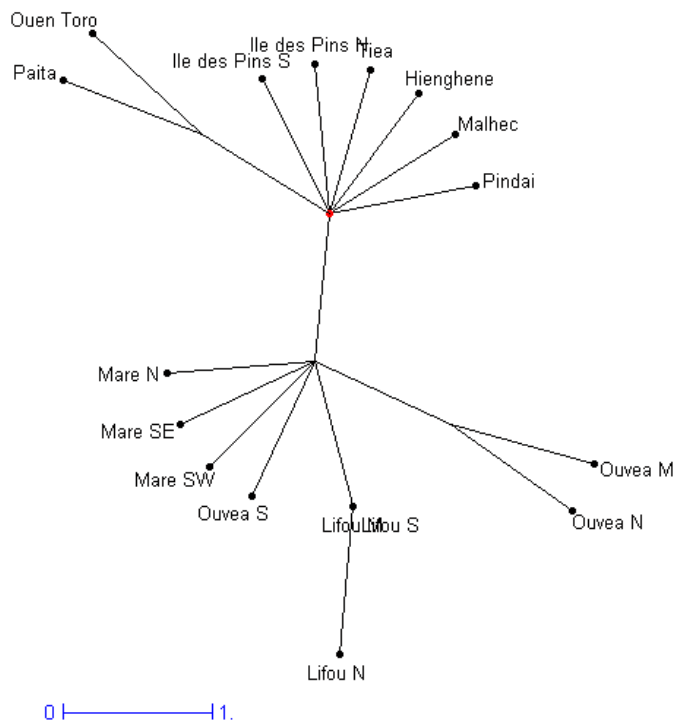 Ouen Toro
Ile des Pins N
Tiea
Ile des Pins S
Paita
Hienghene
Malhec
Pindai
Mare N
Mare SE
Mare SW
Ouvea S
Lifou M
Lifou S
Ouvea M
Ouvea N
Lifou N
0
1.